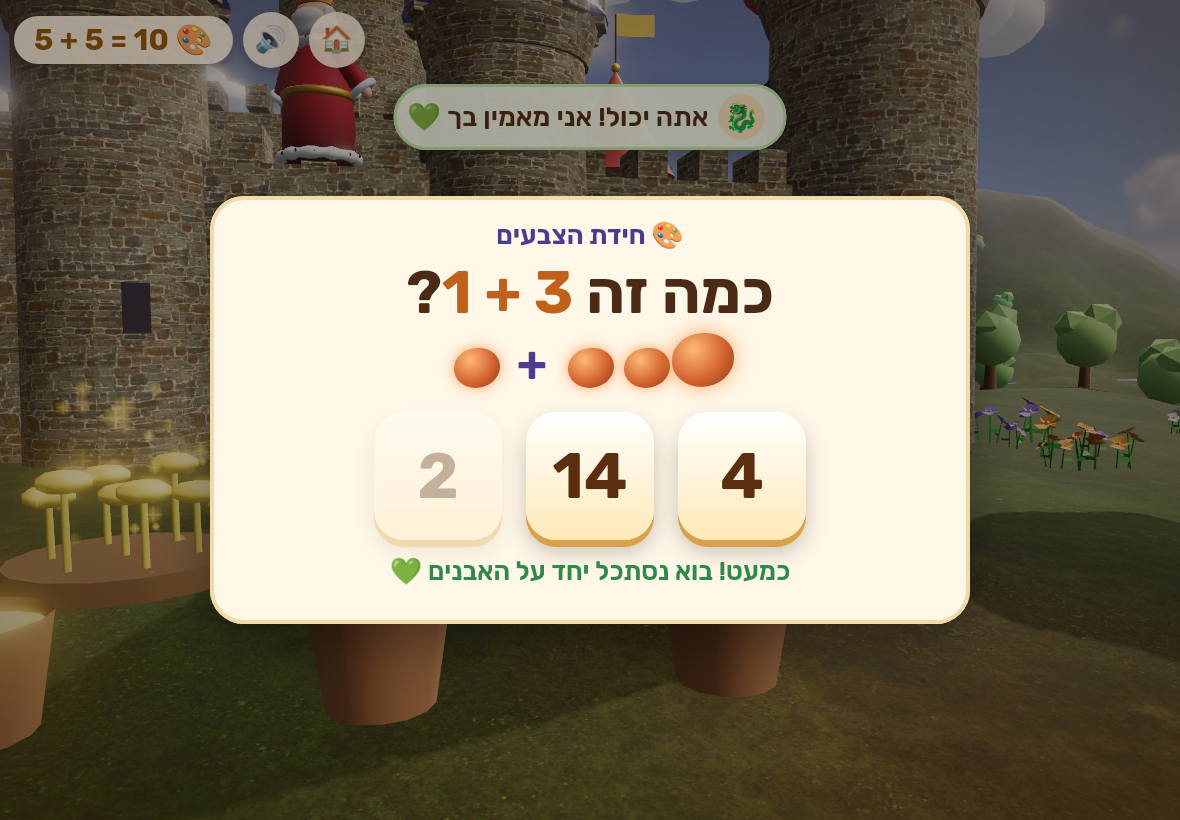 5 + 5 = 10
אתה יכול! אני מאמין בך
חידת הצבעים
כמה זה 3 + 1?
+
4 14 2
כמעט! בוא נסתכל יחד על האבנים